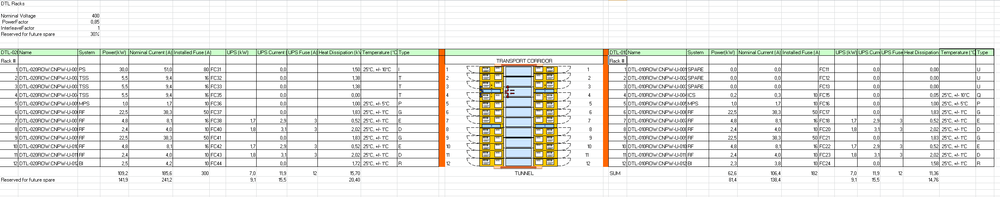 DTL Racks
Nominal Voltage 400
PowerFactor 0,85
InterleaveFactor 1
Reserved for future spare 30%
DTL-020 Name System Power(kW) Nominal Current (A) Installed Fuse (A) UPS (kW) UPS Current ( UPS Fuse (A) Heat Dissipation (kW Temperature (°C Type DTL-010 Name System Power(kW) Nominal Current (A) Installed Fuse (A) UPS (kW) UPS Curre UPS Fuse Heat Dissipation Temperature (°C Type
Rack # TRANSPORT CORRIDOR Rack #
1 DTL-020ROW:CNPW-U-00 PS 30,0 51,0 80 FC31 0,0 1,50 25°C, +/- 10°C I 1 1 1 DTL-010ROW:CNPW-U-001 SPARE 0,0 0,0 FC11 0,0 0,00 U
2 DTL-020ROW:CNPW-U-00 TSS 5,5 9,4 16 FC32 0,0 1,38 T 2 2 2 DTL-010ROW:CNPW-U-002 SPARE 0,0 0,0 FC12 0,0 0,00 U
3 DTL-020ROW:CNPW-U-00 TSS 5,5 9,4 16 FC33 0,0 1,38 T 3 3 3 DTL-010ROW:CNPW-U-003 SPARE 0,0 0,0 FC13 0,0 0,00 U
4 DTL-020ROW:CNPW-U-00 TSS 5,5 9,4 16 FC35 0,0 0,00 T 4 4 4 DTL-010ROW:CNPW-U-004 ICS 0,2 0,3 10 FC15 0,0 0,05 25°C, +/- 10°C Q
5 DTL-020ROW:CNPW-U-00 MPS 1,0 1,7 10 FC36 0,0 1,00 25°C, +/- 5°C P 5 5 5 DTL-010ROW:CNPW-U-005 MPS 1,0 1,7 10 FC16 0,0 1,00 25°C, +/- 5°C P
6 DTL-020ROW:CNPW-U-00 RF 22,5 38,3 50 FC37 0,0 1,83 25°C, +/- 1°C G 6 6 6 DTL-010ROW:CNPW-U-006 RF 22,5 38,3 50 FC17 0,0 1,83 25°C, +/- 1°C G
7 DTL-020ROW:CNPW-U-00 RF 4,8 8,1 16 FC38 1,7 2,9 3 0,52 25°C, +/- 1°C E 7 7 7 DTL-010ROW:CNPW-U-007 RF 4,8 8,1 16 FC18 1,7 2,9 3 0,52 25°C, +/- 1°C E
8 DTL-020ROW:CNPW-U-00 RF 2,4 4,0 10 FC40 1,8 3,1 3 2,02 25°C, +/- 1°C D 8 8 8 DTL-010ROW:CNPW-U-008 RF 2,4 4,0 10 FC20 1,8 3,1 3 2,02 25°C, +/- 1°C D
9 DTL-020ROW:CNPW-U-00 RF 22,5 38,3 50 FC41 0,0 1,83 25°C, +/- 1°C G 9 9 9 DTL-010ROW:CNPW-U-009 RF 22,5 38,3 50 FC21 0,0 1,83 25°C, +/- 1°C G
10 DTL-020ROW:CNPW-U-010 RF 4,8 8,1 16 FC42 1,7 2,9 3 0,52 25°C, +/- 1°C E 10 10 10 DTL-010ROW:CNPW-U-010 RF 4,8 8,1 16 FC22 1,7 2,9 3 0,52 25°C, +/- 1°C E
11 DTL-020ROW:CNPW-U-011 RF 2,4 4,0 10 FC43 1,8 3,1 3 2,02 25°C, +/- 1°C D 11 11 11 DTL-010ROW:CNPW-U-011 RF 2,4 4,0 10 FC23 1,8 3,1 3 2,02 25°C, +/- 1°C D
12 DTL-020ROW:CNPW-U-012 BI 2,5 4,2 10 FC44 0,0 1,72 25°C, +/- 1°C R 12 12 12 DTL-010ROW:CNPW-U-012 BI 2,3 3,8 10 FC24 0,0 1,58 25°C, +/- 1°C R
109,2 185,6 300 7,0 11,9 12 15,70 TUNNEL SUM 62,6 106,4 182 7,0 11,9 12 11,36
Reserved for future spare 141,9 241,2 9,1 15,5 20,40 81,4 138,4 9,1 15,5 14,76